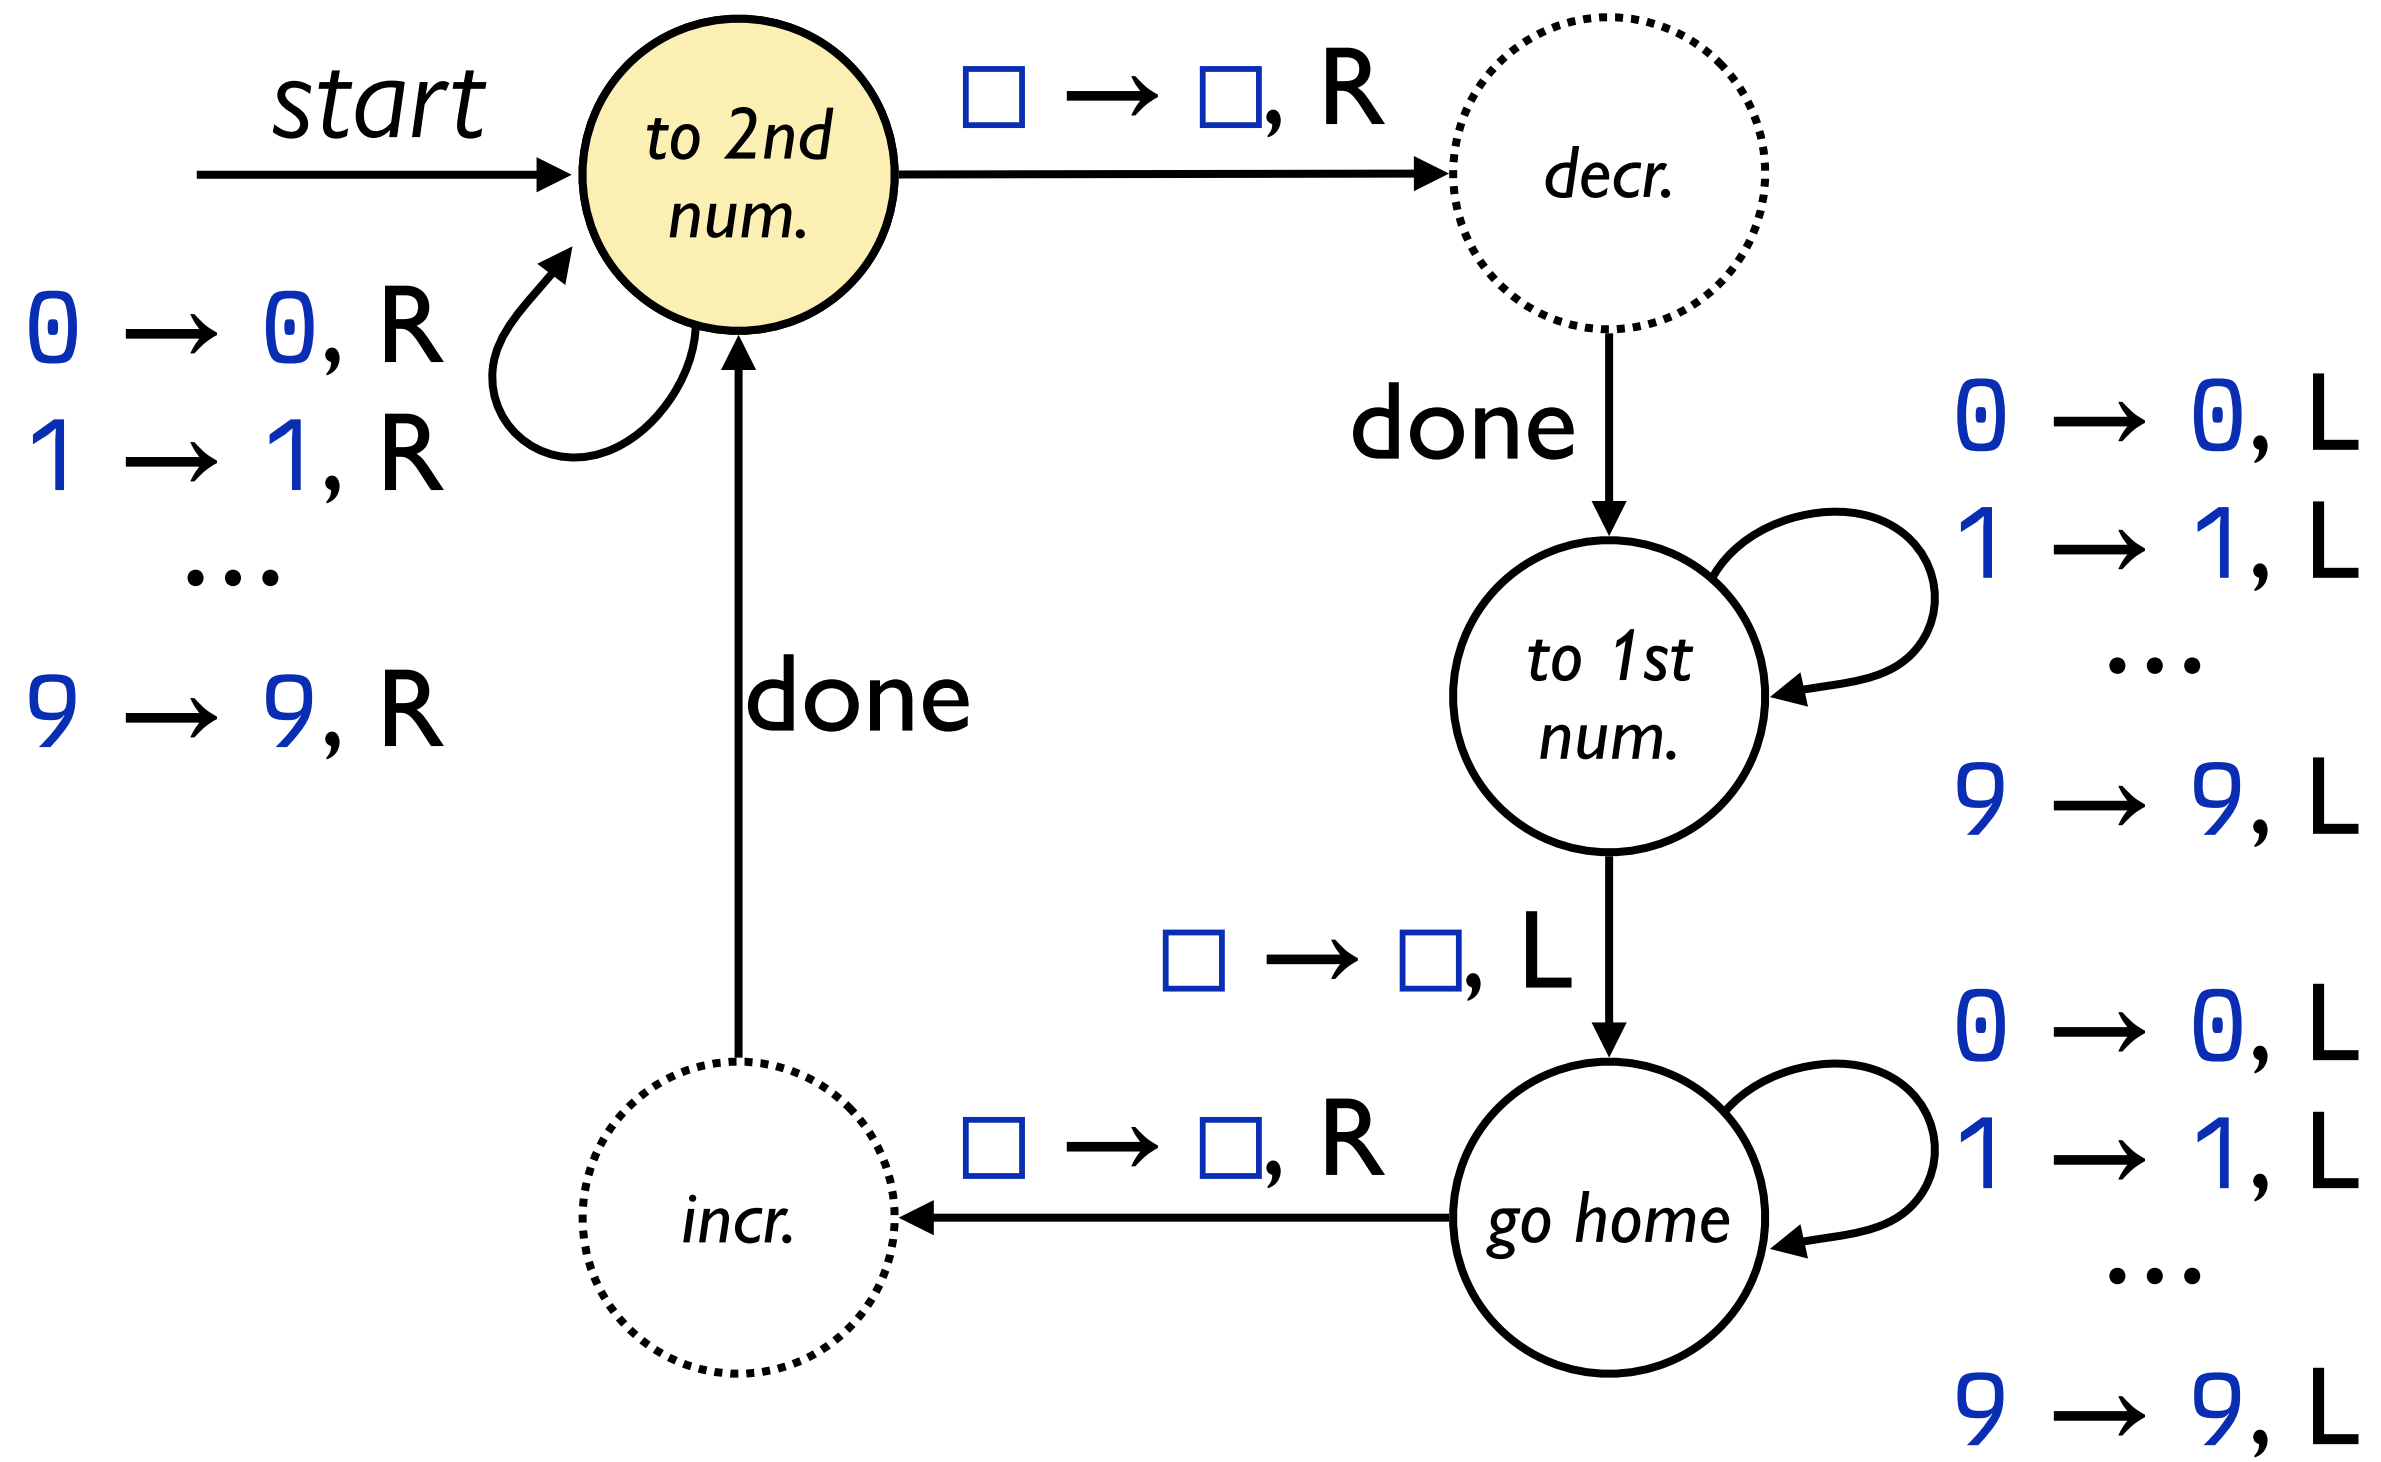 start
to 2nd
num.
□ → □, R
decr.
0 → 0, R
1 → 1, R
...
9 → 9, R
done
0 → 0, L
1 → 1, L
...
9 → 9, L
to 1st
num.
done
□ → □, L
0 → 0, L
1 → 1, L
...
9 → 9, L
□ → □, R
incr.
go home